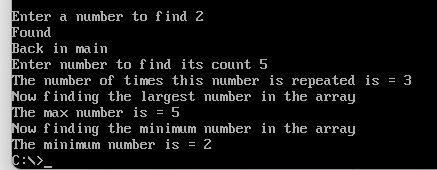 Enter a number to find 2
Found
Back in main
Enter number to find its count 5
The number of times this number is repeated is = 3
Now finding the largest number in the array
The max number is = 5
Now finding the minimum number in the array
The minimum number is = 2
C:\>_